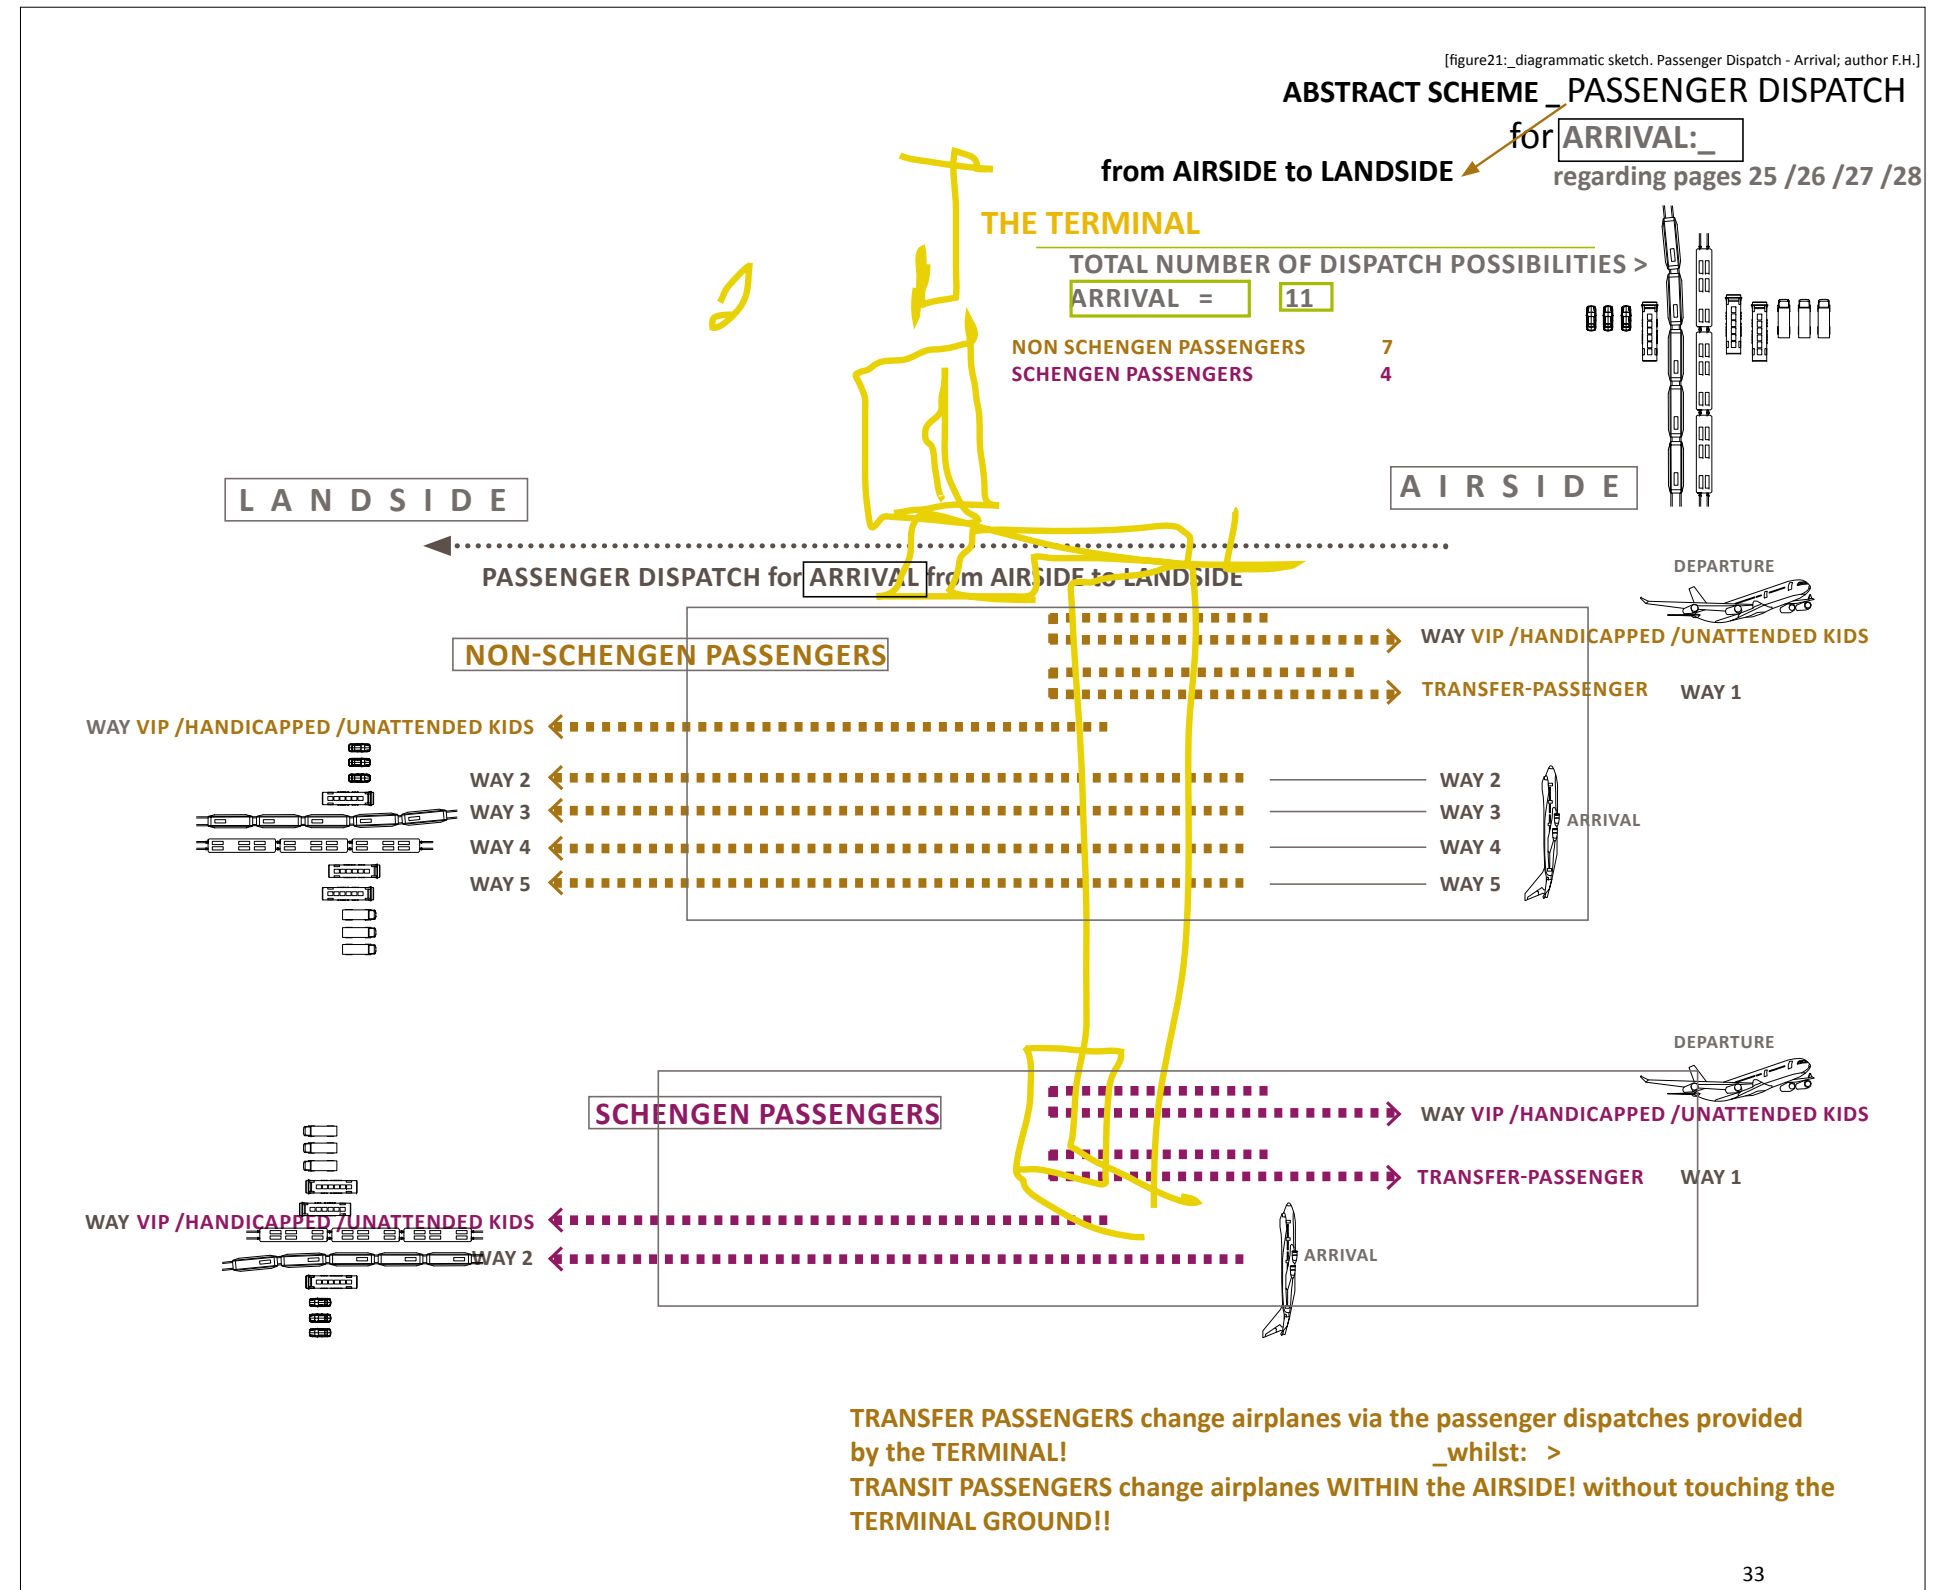 [figure21:_diagrammatic sketch. Passenger Dispatch - Arrival; author F.H.]
ABSTRACT SCHEME _ PASSENGER DISPATCH
for ARRIVAL:_
from AIRSIDE to LANDSIDE
regarding pages 25 /26 /27 /28
THE TERMINAL
TOTAL NUMBER OF DISPATCH POSSIBILITIES >
ARRIVAL = 11
NON SCHENGEN PASSENGERS 7
SCHENGEN PASSENGERS 4
LANDSIDE
AIRSIDE
PASSENGER DISPATCH for ARRIVAL from AIRSIDE to LANDSIDE
DEPARTURE
WAY VIP /HANDICAPPED /UNATTENDED KIDS
NON-SCHENGEN PASSENGERS
TRANSFER-PASSENGER WAY 1
WAY VIP /HANDICAPPED /UNATTENDED KIDS
WAY 2 WAY 2
WAY 3 WAY 3
ARRIVAL
WAY 4 WAY 4
WAY 5 WAY 5
DEPARTURE
SCHENGEN PASSENGERS
WAY VIP /HANDICAPPED /UNATTENDED KIDS
TRANSFER-PASSENGER WAY 1
WAY VIP /HANDICAPPED /UNATTENDED KIDS
WAY 2
ARRIVAL
TRANSFER PASSENGERS change airplanes via the passenger dispatches provided
by the TERMINAL! _whilst: >
TRANSIT PASSENGERS change airplanes WITHIN the AIRSIDE! without touching the
TERMINAL GROUND!!
33